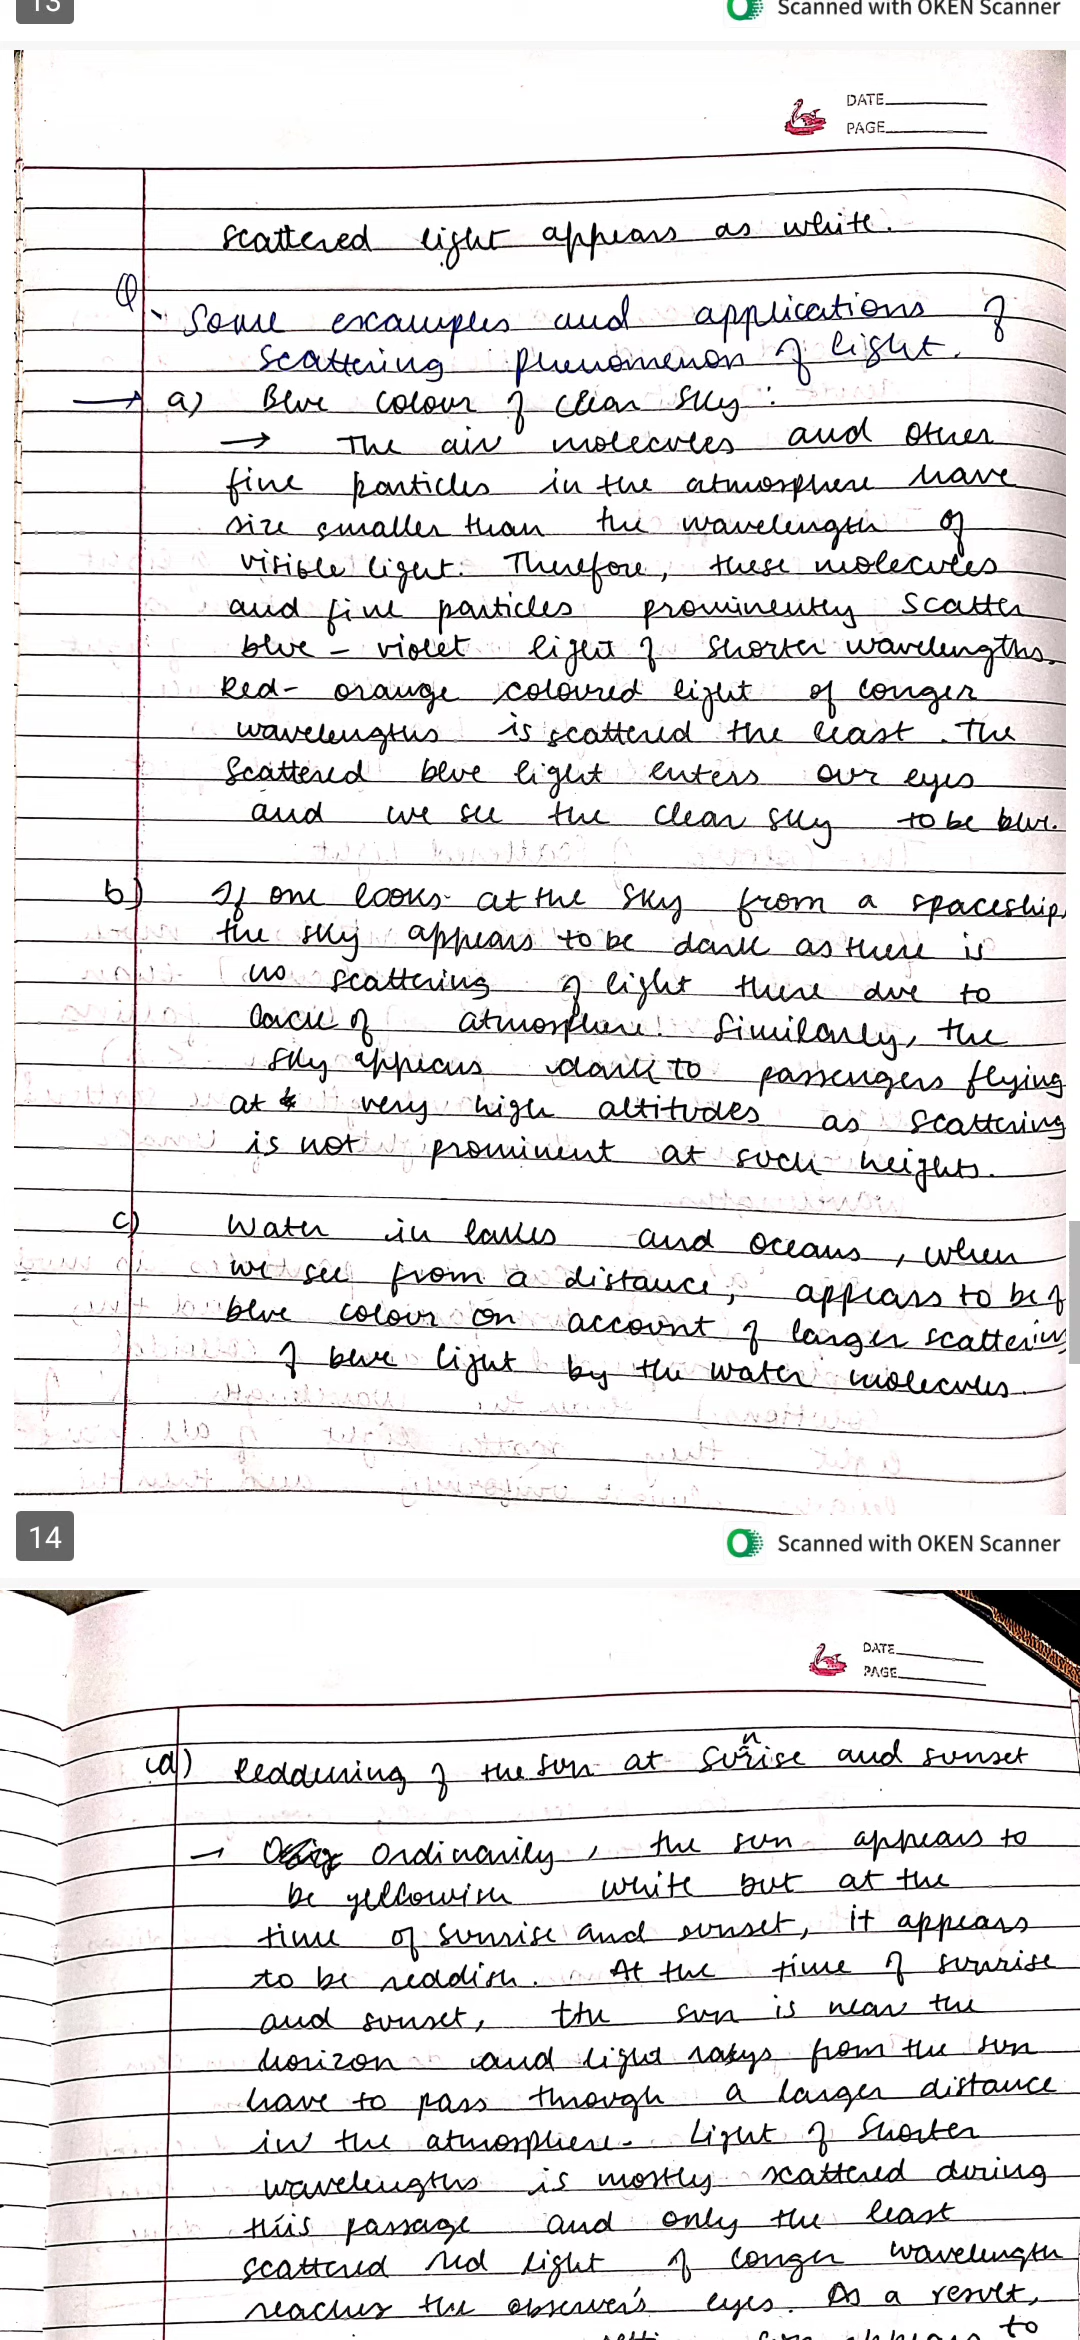 13
Scanned with OKEN Scanner
DATE
PAGE
scattered light appears as white.
Q. Some examples and applications of
scattering phenomenon of light.
→ a) Blue colour of clear sky :
→ The air molecules and other
fine particles in the atmosphere have
size smaller than the wavelength of
visible light. Therefore, these molecules
and fine particles prominently scatter
blue - violet light of shorter wavelengths.
Red- orange coloured light of longer
wavelengths is scattered the least. The
scattered blue light enters our eyes
and we see the clear sky to be blue.
b) If one looks at the sky from a spaceship,
the sky appears to be dark as there is
no scattering of light there due to
lack of atmosphere. Similarly, the
sky appears dark to passengers flying
at very high altitudes as scattering
is not prominent at such heights.
c) Water in lakes and oceans, when
we see from a distance, appears to be of
blue colour on account of larger scattering
of blue light by the water molecules.
14
Scanned with OKEN Scanner
DATE
PAGE
(d) Reddening of the sun at sunrise and sunset
→ Ordinarily, the sun appears to
be yellowish white but at the
time of sunrise and sunset, it appears
to be reddish. At the time of sunrise
and sunset, the sun is near the
horizon and light rays from the sun
have to pass through a larger distance
in the atmosphere. Light of shorter
wavelengths is mostly scattered during
this passage and only the least
scattered red light of longer wavelength
reaches the observer's eyes. As a result,
appears to